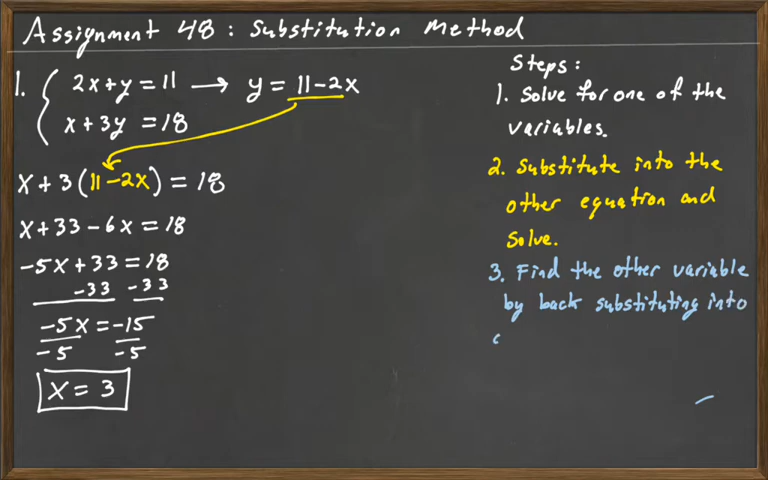 Assignment 48: Substitution Method
1. { 2x+y=11 → y = 11-2x
x+3y=18
x+3(11-2x)=18
x+33-6x=18
-5x+33=18
-33 -33
-5x=-15
-5 -5
x=3
Steps:
1. Solve for one of the
variables.
2. Substitute into the
other equation and
solve.
3. Find the other variable
by back substituting into